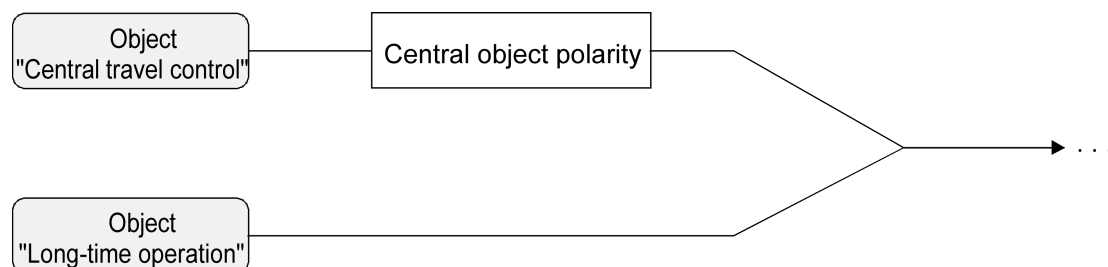 Object
"Central travel control"
Central object polarity
. . .
Object
"Long-time operation"